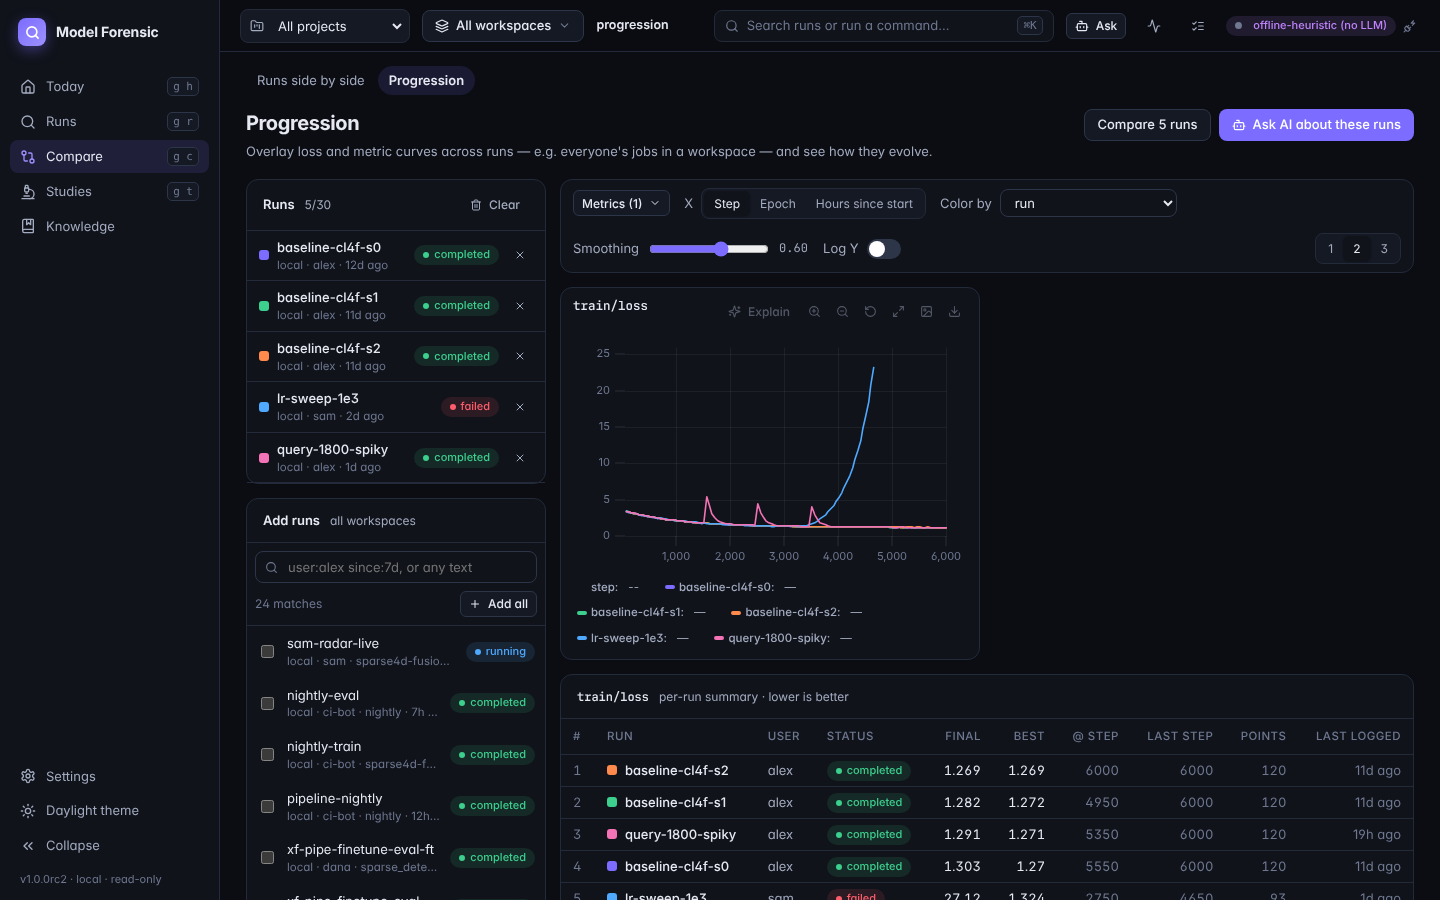 Model Forensic
All projects
All workspaces
progression
Search runs or run a command...
⌘K
Ask
offline-heuristic (no LLM)
Today
g h
Runs
g r
Compare
g c
Studies
g t
Knowledge
Settings
Daylight theme
Collapse
v1.0.0rc2 · local · read-only
Runs side by side
Progression
Progression
Overlay loss and metric curves across runs — e.g. everyone's jobs in a workspace — and see how they evolve.
Compare 5 runs
Ask AI about these runs
Runs 5/30
Clear
baseline-cl4f-s0
local · alex · 12d ago
completed
baseline-cl4f-s1
local · alex · 11d ago
completed
baseline-cl4f-s2
local · alex · 11d ago
completed
lr-sweep-1e3
local · sam · 2d ago
failed
query-1800-spiky
local · alex · 1d ago
completed
Add runs all workspaces
user:alex since:7d, or any text
24 matches
Add all
sam-radar-live
local · sam · sparse4d-fusio...
running
nightly-eval
local · ci-bot · nightly · 7h ...
completed
nightly-train
local · ci-bot · sparse4d-f...
completed
pipeline-nightly
local · ci-bot · nightly · 12h...
completed
xf-pipe-finetune-eval-ft
local · dana · sparse_dete...
completed
Metrics (1)
X
Step
Epoch
Hours since start
Color by
run
Smoothing
0.60
Log Y
1 2 3
train/loss
Explain
25
20
15
10
5
0
1,000 2,000 3,000 4,000 5,000 6,000
step: -- baseline-cl4f-s0: —
baseline-cl4f-s1: — baseline-cl4f-s2: —
lr-sweep-1e3: — query-1800-spiky: —
train/loss per-run summary · lower is better
# RUN USER STATUS FINAL BEST @ STEP LAST STEP POINTS LAST LOGGED
1 baseline-cl4f-s2 alex completed 1.269 1.269 6000 6000 120 11d ago
2 baseline-cl4f-s1 alex completed 1.282 1.272 4950 6000 120 11d ago
3 query-1800-spiky alex completed 1.291 1.271 5350 6000 120 19h ago
4 baseline-cl4f-s0 alex completed 1.303 1.27 5550 6000 120 11d ago
5 lr-sweep-1e3 sam failed 27.12 1.324 2750 4650 93 1d ago